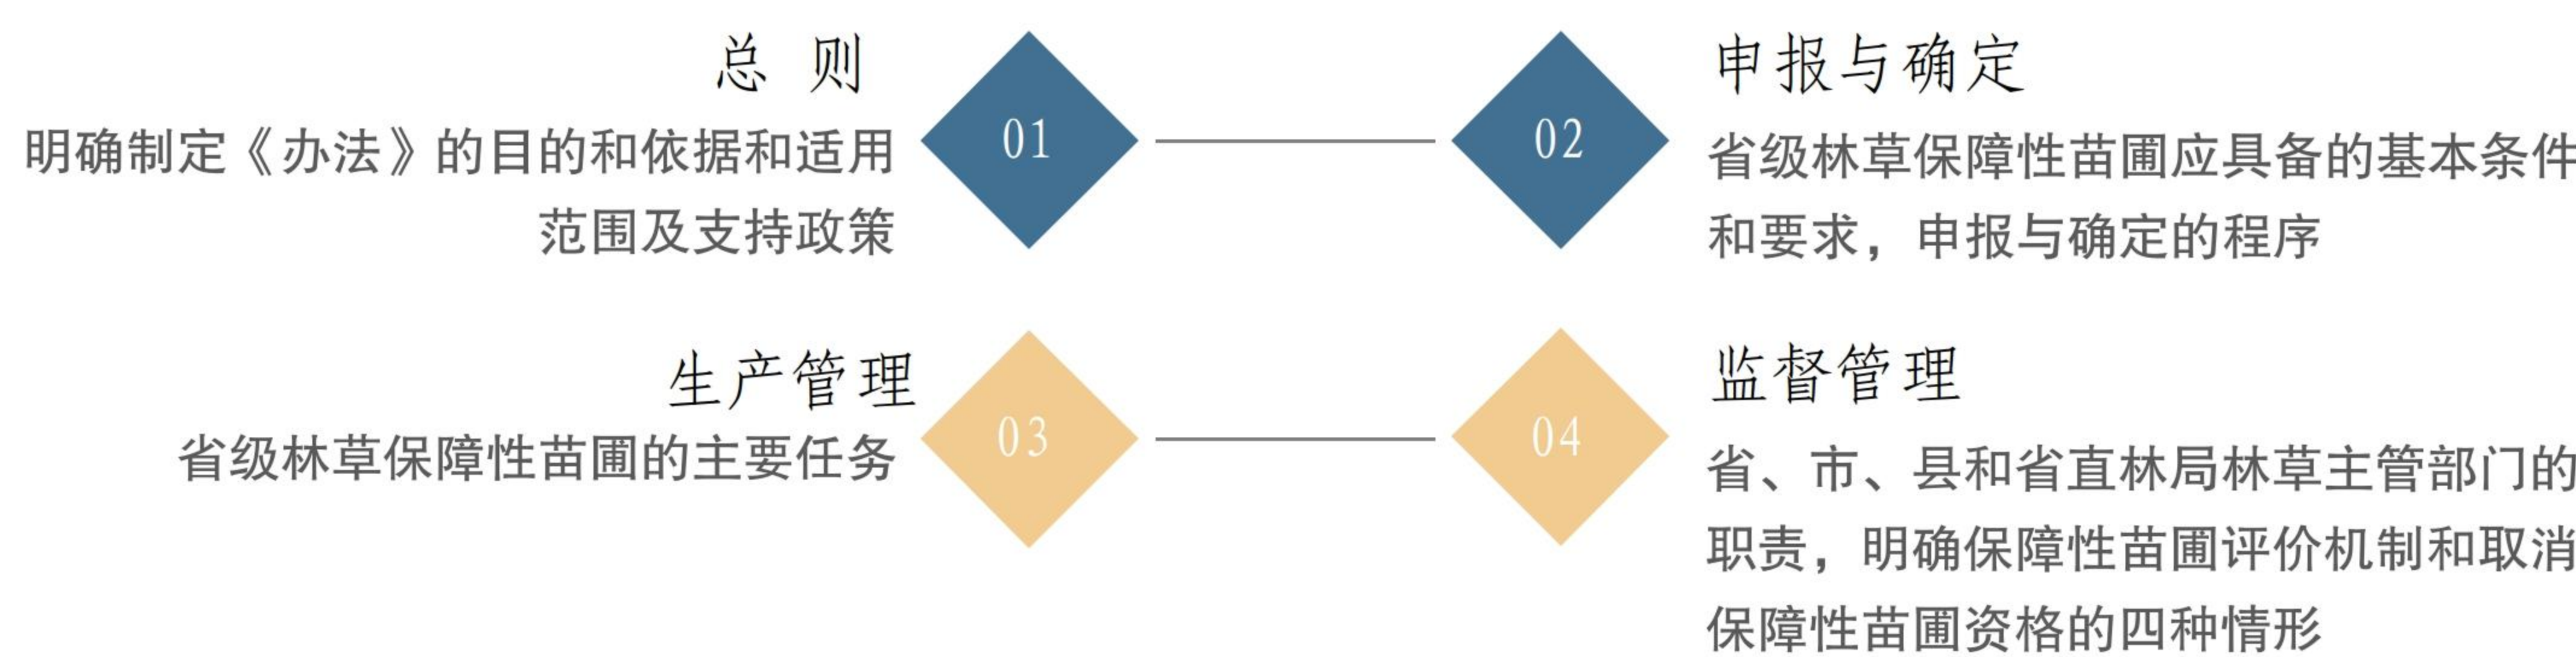 总 则
明确制定《办法》的目的和依据和适用
范围及支持政策
01
02
申报与确定
省级林草保障性苗圃应具备的基本条件
和要求，申报与确定的程序
生产管理
省级林草保障性苗圃的主要任务
03
04
监督管理
省、市、县和省直林局林草主管部门的
职责，明确保障性苗圃评价机制和取消
保障性苗圃资格的四种情形